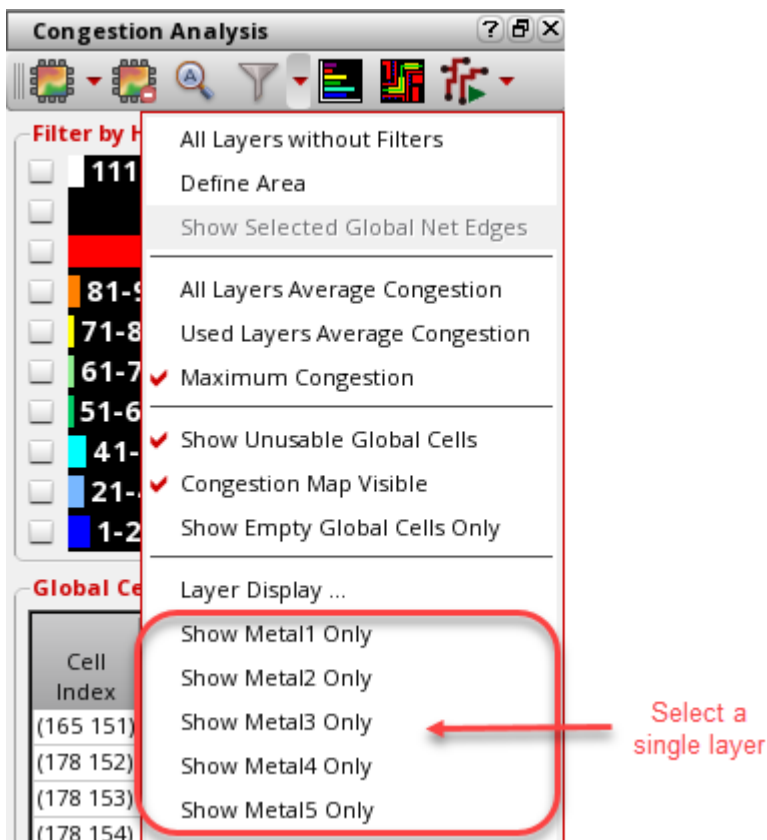 Congestion Analysis
Filter by H
111
81-9
71-8
61-7
51-6
41-
21-4
1-2
All Layers without Filters
Define Area
Show Selected Global Net Edges
All Layers Average Congestion
Used Layers Average Congestion
Maximum Congestion
Show Unusable Global Cells
Congestion Map Visible
Show Empty Global Cells Only
Layer Display ...
Show Metal1 Only
Show Metal2 Only
Show Metal3 Only
Show Metal4 Only
Show Metal5 Only
Global Ce
Cell
Index
(165 151)
(178 152)
(178 153)
(178 154)
Select a
single layer